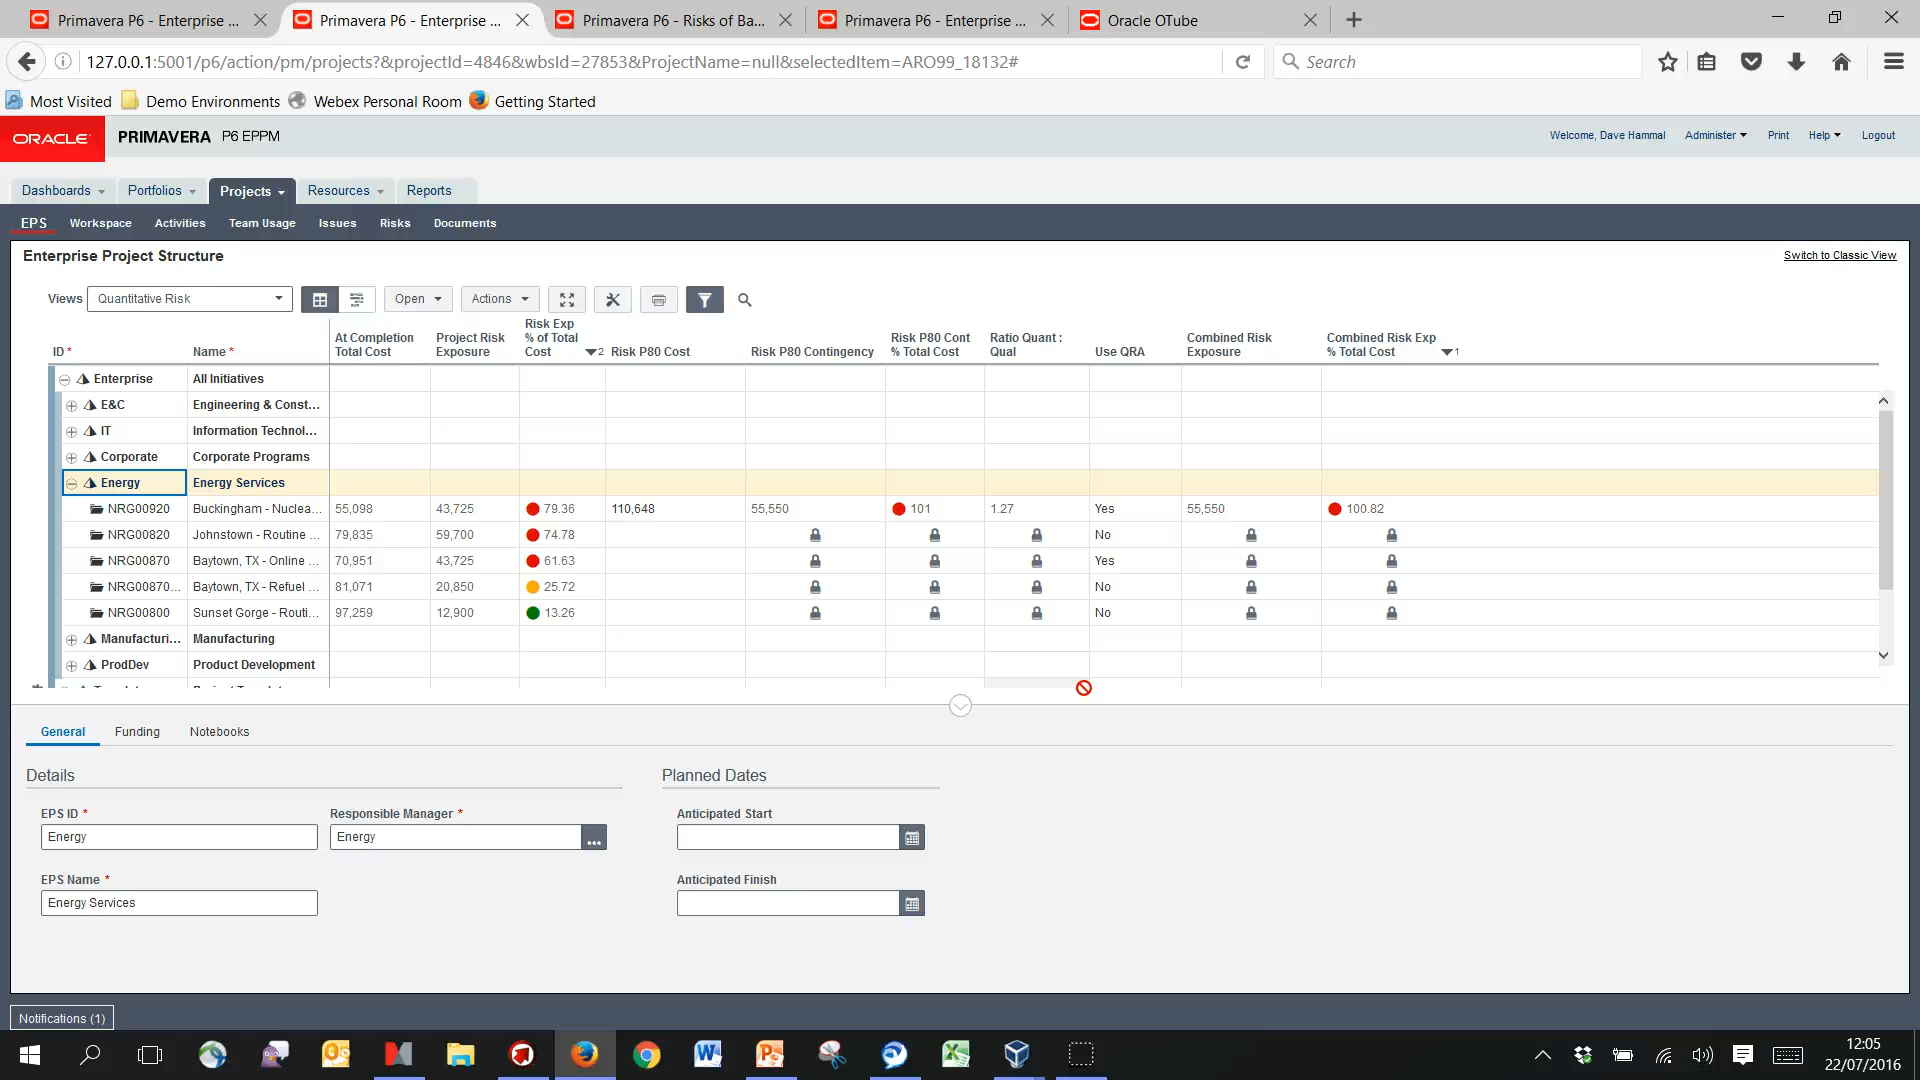 Primavera P6 - Enterprise ...
Primavera P6 - Enterprise ...
Primavera P6 - Risks of Ba...
Primavera P6 - Enterprise ...
Oracle OTube
127.0.0.1:5001/p6/action/pm/projects?&projectId=4846&wbsId=27853&ProjectName=null&selectedItem=ARO99_18132#
Search
Most Visited
Demo Environments
Webex Personal Room
Getting Started
ORACLE PRIMAVERA P6 EPPM
Welcome, Dave Hammal Administer Print Help Logout
Dashboards Portfolios Projects Resources Reports
EPS Workspace Activities Team Usage Issues Risks Documents
Enterprise Project Structure
Switch to Classic View
Views Quantitative Risk Open Actions
ID * Name * At Completion Total Cost Project Risk Exposure Risk Exp % of Total Cost 2 Risk P80 Cost Risk P80 Contingency Risk P80 Cont % Total Cost Ratio Quant : Qual Use QRA Combined Risk Exposure Combined Risk Exp % Total Cost 1
Enterprise All Initiatives
E&C Engineering & Const...
IT Information Technol...
Corporate Corporate Programs
Energy Energy Services
NRG00920 Buckingham - Nuclea... 55,098 43,725 79.36 110,648 55,550 101 1.27 Yes 55,550 100.82
NRG00820 Johnstown - Routine ... 79,835 59,700 74.78 No
NRG00870 Baytown, TX - Online ... 70,951 43,725 61.63 Yes
NRG00870... Baytown, TX - Refuel ... 81,071 20,850 25.72 No
NRG00800 Sunset Gorge - Routi... 97,259 12,900 13.26 No
Manufacturi... Manufacturing
ProdDev Product Development
General Funding Notebooks
Details
Planned Dates
EPS ID *
Responsible Manager *
Anticipated Start
Energy
Energy
...
EPS Name *
Anticipated Finish
Energy Services
Notifications (1)
12:05
22/07/2016